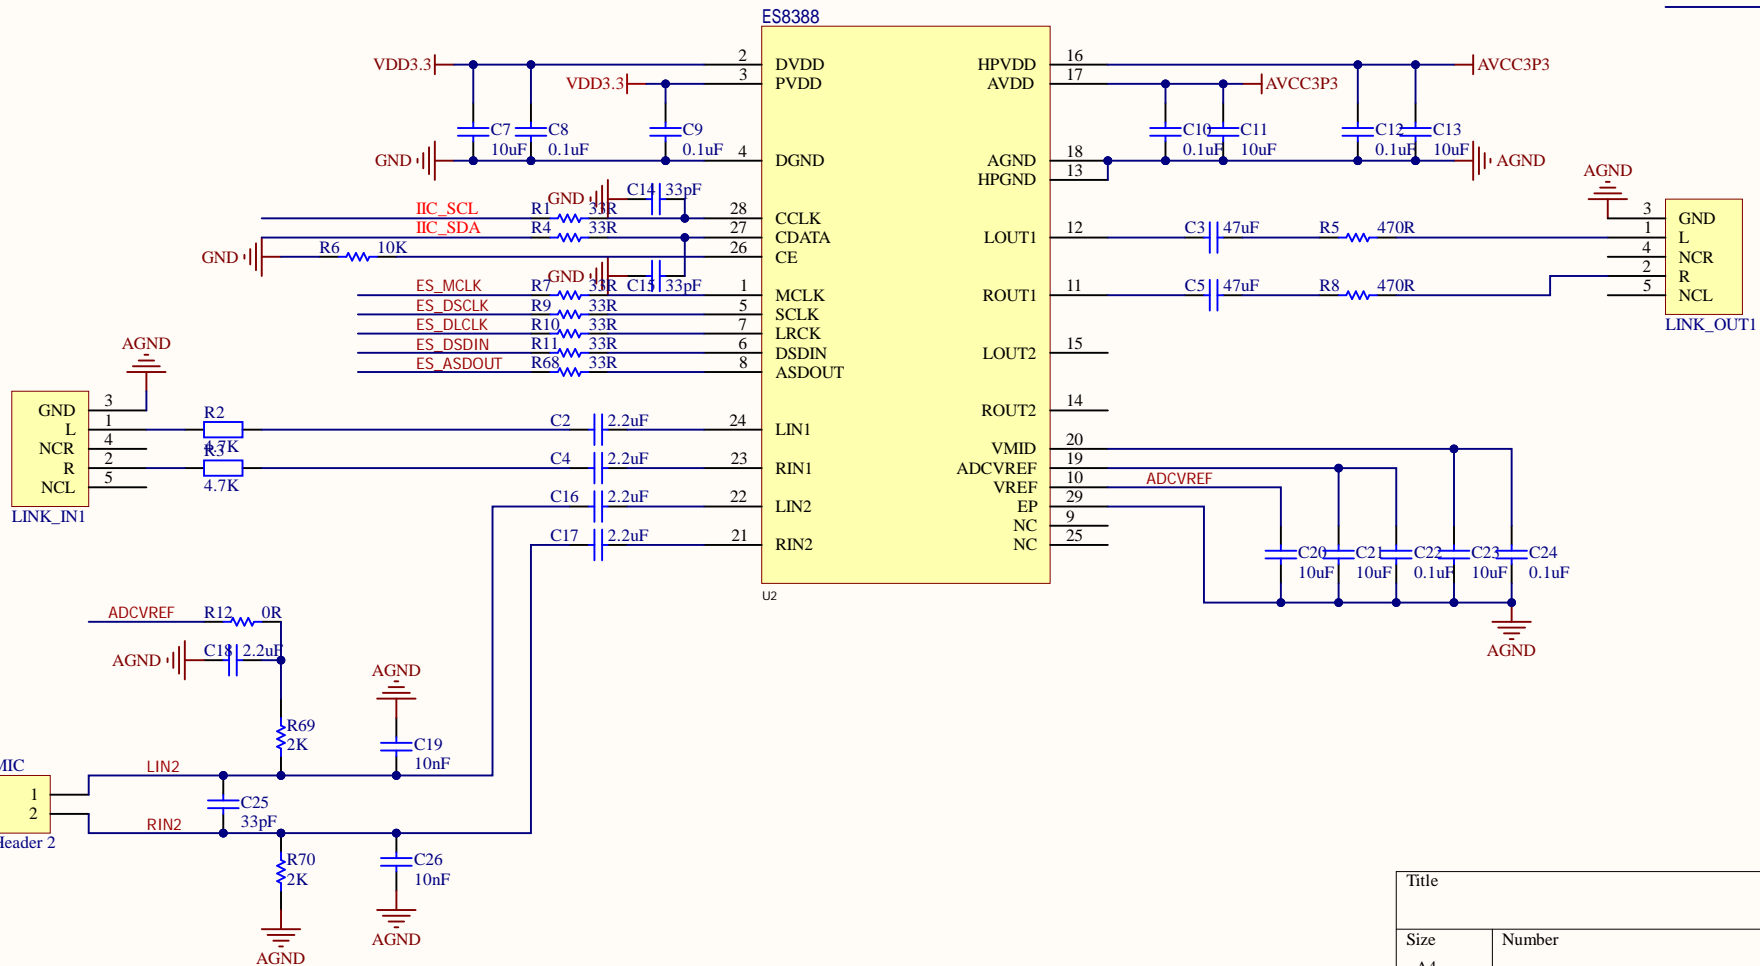 ES8388
VDD3.3 2 DVDD HPVDD 16 AVCC3P3
VDD3.3 3 PVDD AVDD 17 AVCC3P3
C7 C8 C9 C10 C11 C12 C13
10uF 0.1uF 0.1uF 0.1uF 10uF 0.1uF 10uF
GND 4 DGND AGND 18 AGND
HPGND 13
GND C14 33pF
IIC_SCL R1 33R 28 CCLK
IIC_SDA R4 33R 27 CDATA LOUT1 12 C3 47uF R5 470R
GND R6 10K 26 CE
GND C15 33pF
ES_MCLK R7 33R 1 MCLK ROUT1 11 C5 47uF R8 470R
ES_DSCLK R9 33R 5 SCLK
ES_DLCLK R10 33R 7 LRCK
ES_DSDIN R11 33R 6 DSDIN LOUT2 15
ES_ASDOUT R68 33R 8 ASDOUT
AGND
3 GND
1 L
4 NCR
2 R
5 NCL
LINK_OUT1
AGND
GND 3
L 1
NCR 4
R 2
NCL 5
LINK_IN1
R2
4.7K
R3
4.7K
C2 2.2uF 24 LIN1
C4 2.2uF 23 RIN1
C16 2.2uF 22 LIN2
C17 2.2uF 21 RIN2
ROUT2 14
VMID 20
ADCVREF 19
VREF 10 ADCVREF
EP 29
NC 9
NC 25
C20 C21 C22 C23 C24
10uF 10uF 0.1uF 10uF 0.1uF
AGND
U2
ADCVREF R12 0R
AGND C18 2.2uF
AGND
R69
2K
C19
10nF
MIC
LIN2
1
2
C25
33pF
RIN2
Header 2
R70
2K
C26
10nF
AGND
AGND
Title
Size Number
A4